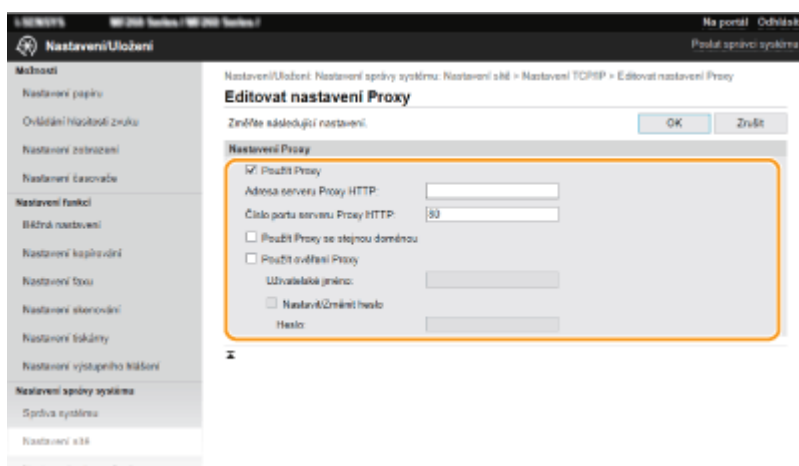 i-SENSYS
Na portál Odhlásit
Nastavení/Uložení
Poslat správci systému
Možnosti
Nastavení papíru
Ovládání hlasitosti zvuku
Nastavení zobrazení
Nastavení časovače
Nastavení funkcí
Běžná nastavení
Nastavení kopírování
Nastavení faxu
Nastavení skenování
Nastavení tiskárny
Nastavení výstupního hlášení
Nastavení správy systému
Správa systému
Nastavení sítě
Nastavení/Uložení: Nastavení správy systému: Nastavení sítě > Nastavení TCP/IP > Editovat nastavení Proxy
Editovat nastavení Proxy
Změňte následující nastavení.
OK Zrušit
Nastavení Proxy
Použít Proxy
Adresa serveru Proxy HTTP:
Číslo portu serveru Proxy HTTP: 80
Použít Proxy se stejnou doménou
Použít ověření Proxy
Uživatelské jméno:
Nastavit/Změnit heslo
Heslo: